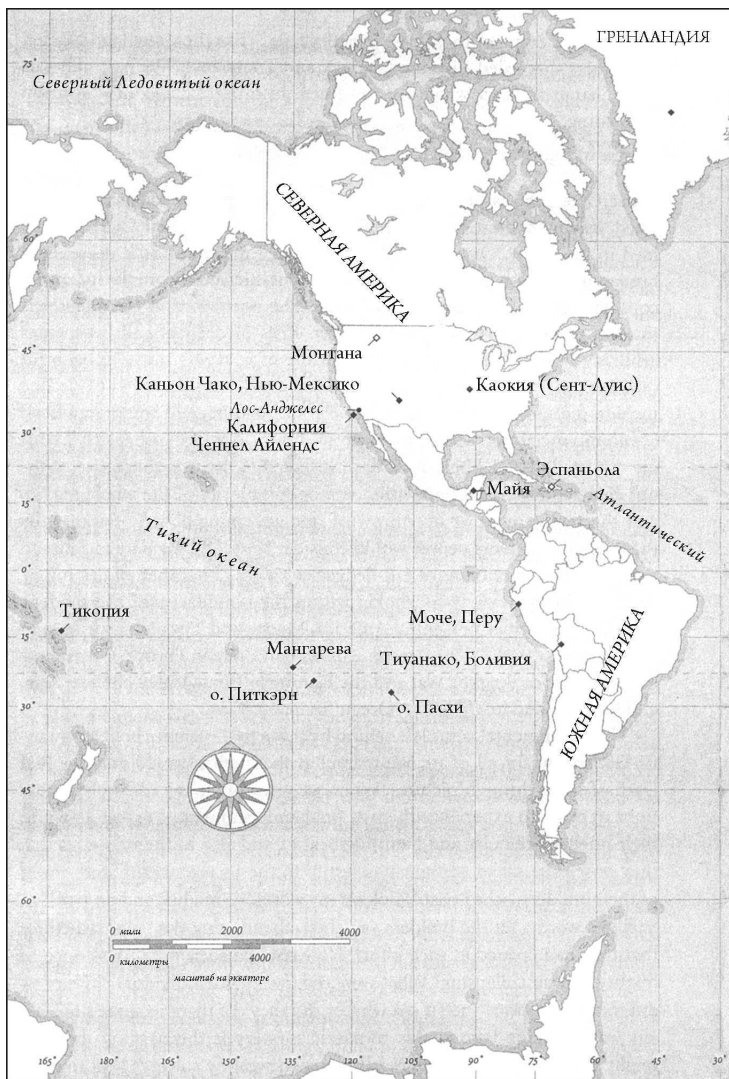 ГРЕНЛАНДИЯ
75°
Северный Ледовитый океан
60°
СЕВЕРНАЯ АМЕРИКА
45°
Монтана
Каньон Чако, Нью-Мексико
Каокия (Сент-Луис)
Лос-Анджелес
30°
Калифорния
Ченнел Айлендс
Эспаньола
Майя
15°
Атлантический
Тихий океан
0°
Тикопия
Моче, Перу
15°
Мангарева
Тиуанако, Боливия
о. Питкэрн
о. Пасхи
30°
ЮЖНАЯ АМЕРИКА
45°
60°
0 мили 2000 4000
0 километры 4000
масштаб на экваторе
165° 180° 165° 150° 135° 120° 105° 90° 75° 60° 45° 30°